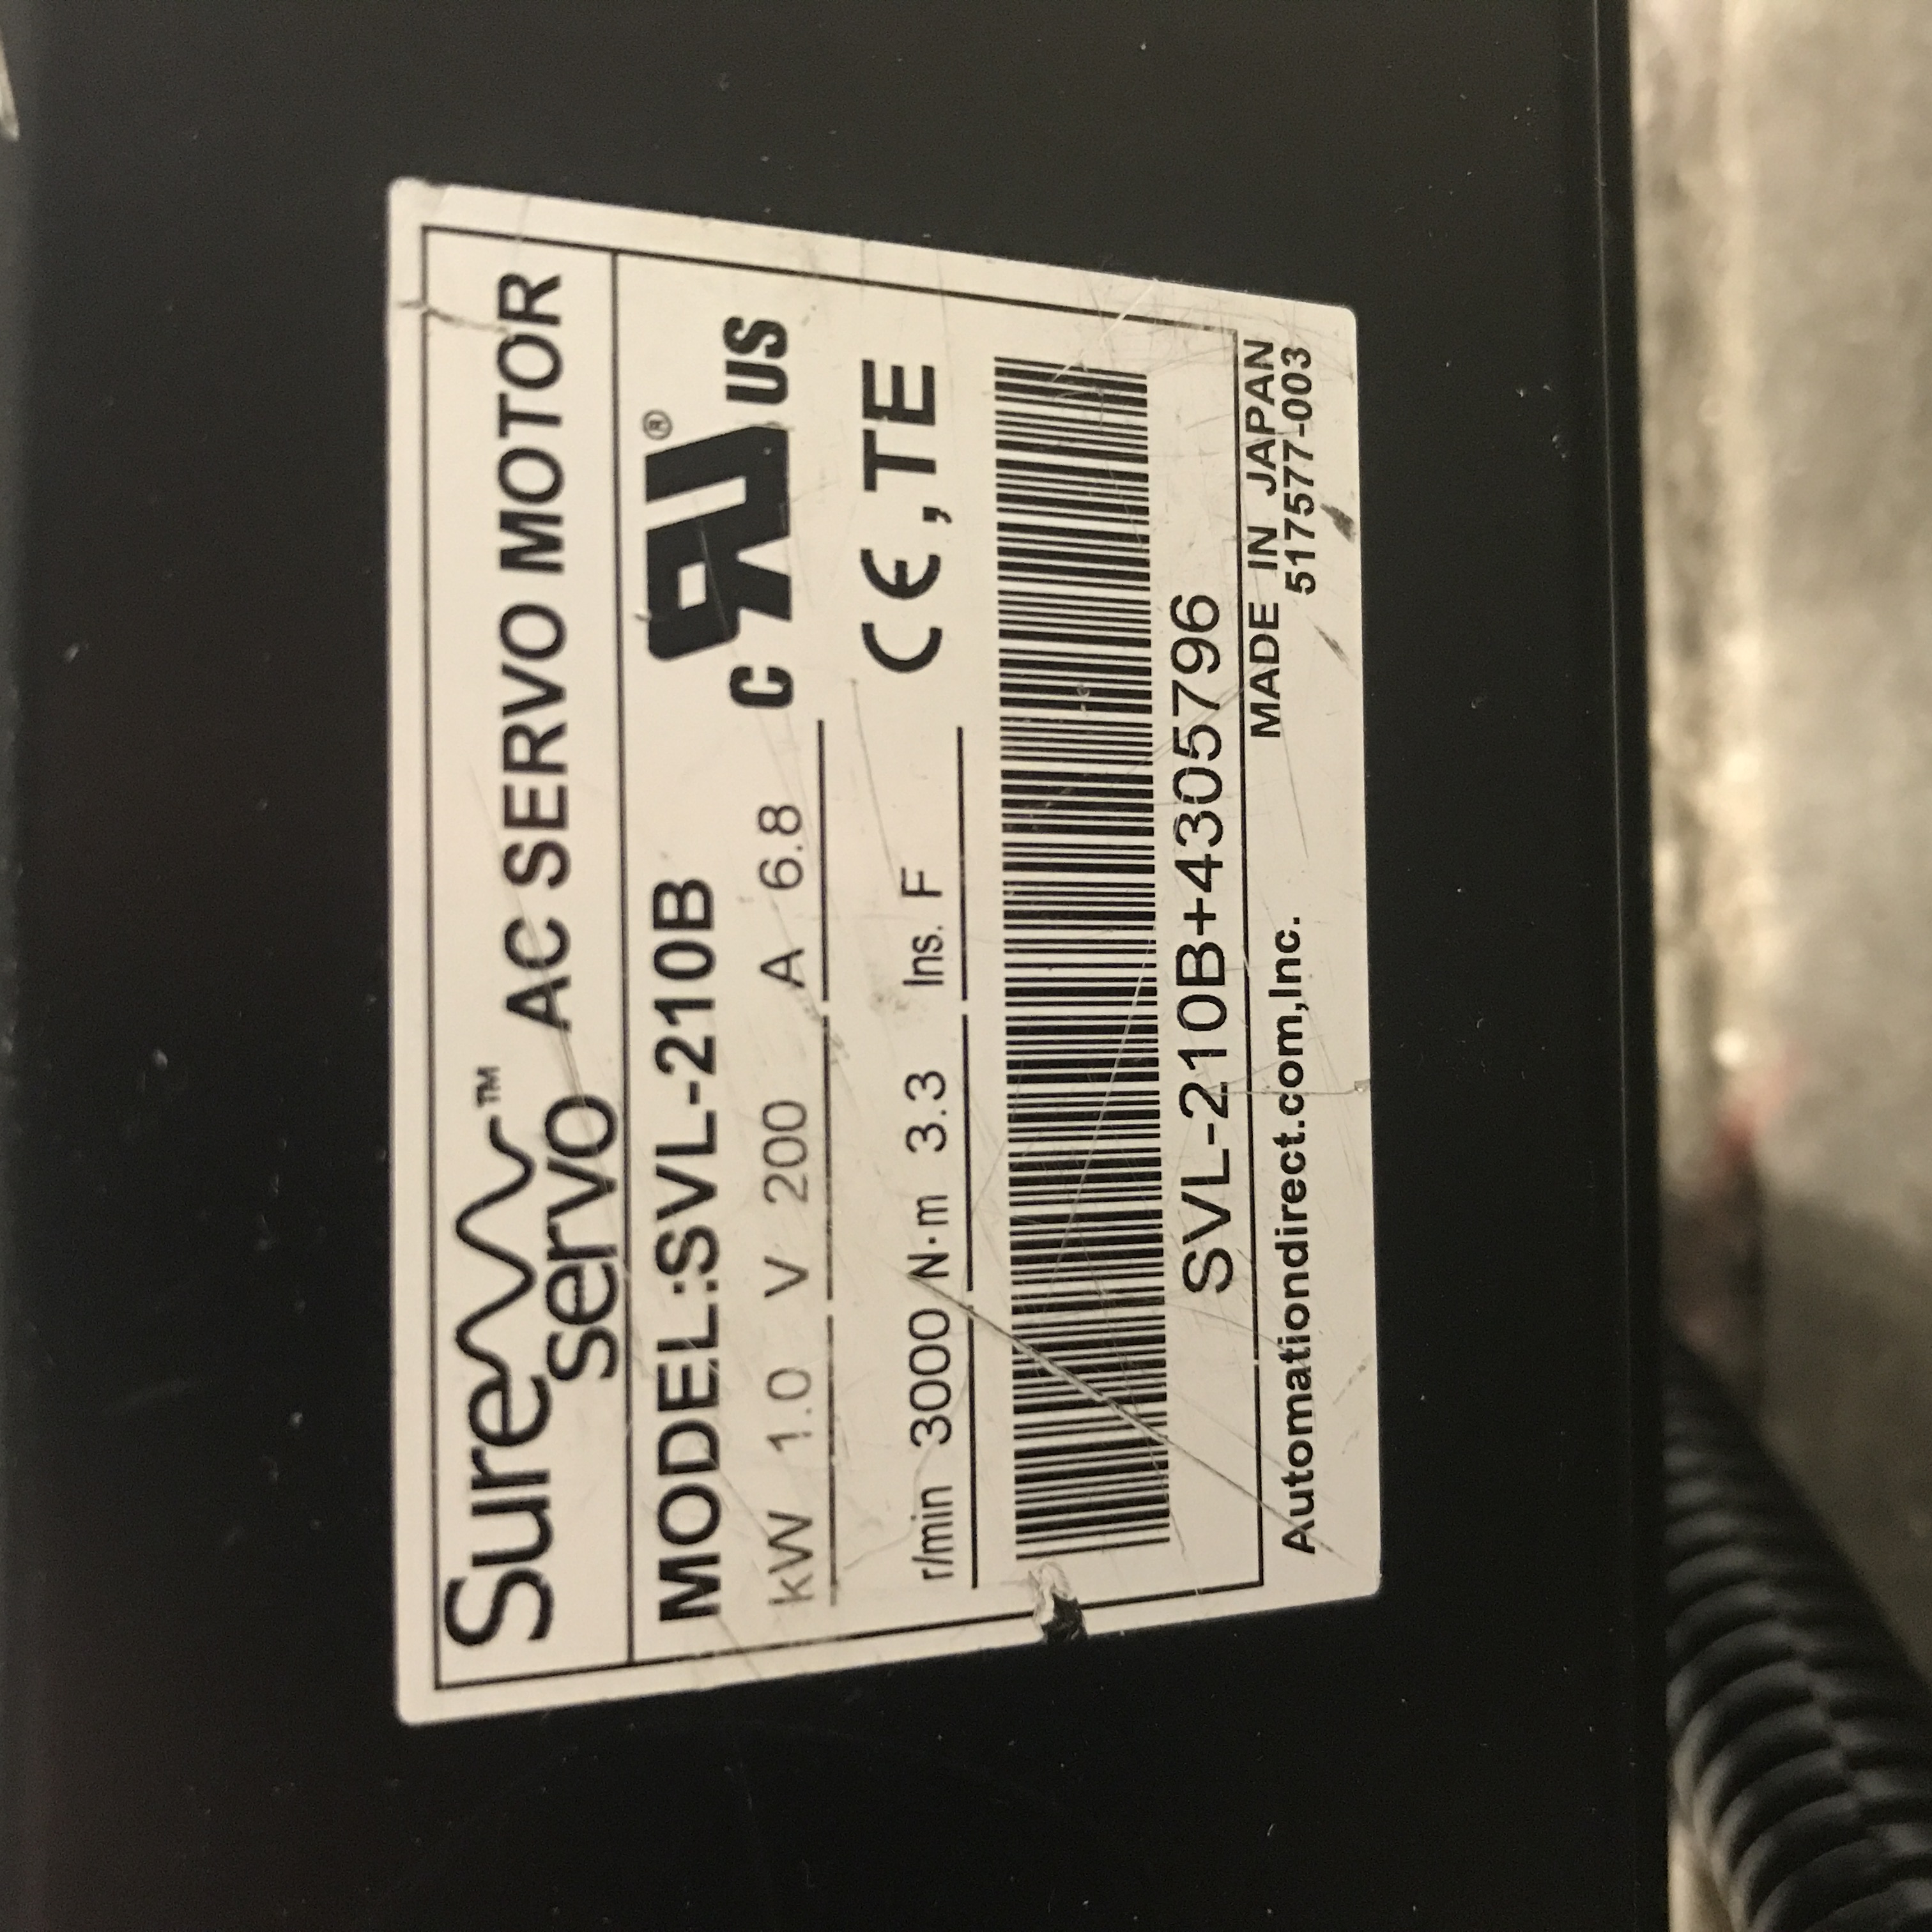 Sure servo™ AC SERVO MOTOR
MODEL:SVL-210B
kW 1.0 V 200 A 6.8
C RU® US
r/min 3000 N·m 3.3 Ins. F
CE,TE
SVL-210B+4305796
Automationdirect.com,Inc.
MADE IN JAPAN
517577-003